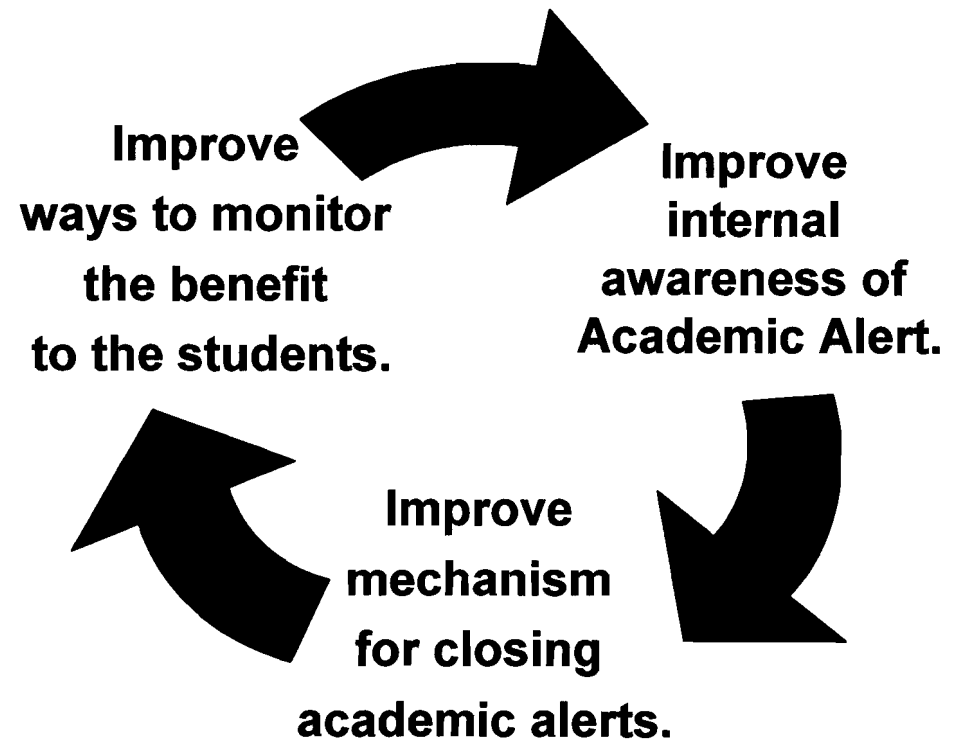 Improve
ways to monitor
the benefit
to the students.
Improve
internal
awareness of
Academic Alert.
Improve
mechanism
for closing
academic alerts.